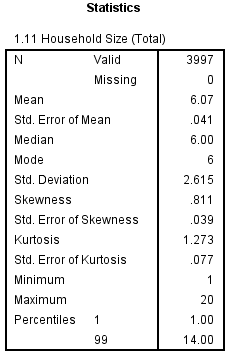 Statistics
1.11 Household Size (Total)
N Valid 3997
Missing 0
Mean 6.07
Std. Error of Mean .041
Median 6.00
Mode 6
Std. Deviation 2.615
Skewness .811
Std. Error of Skewness .039
Kurtosis 1.273
Std. Error of Kurtosis .077
Minimum 1
Maximum 20
Percentiles 1 1.00
99 14.00